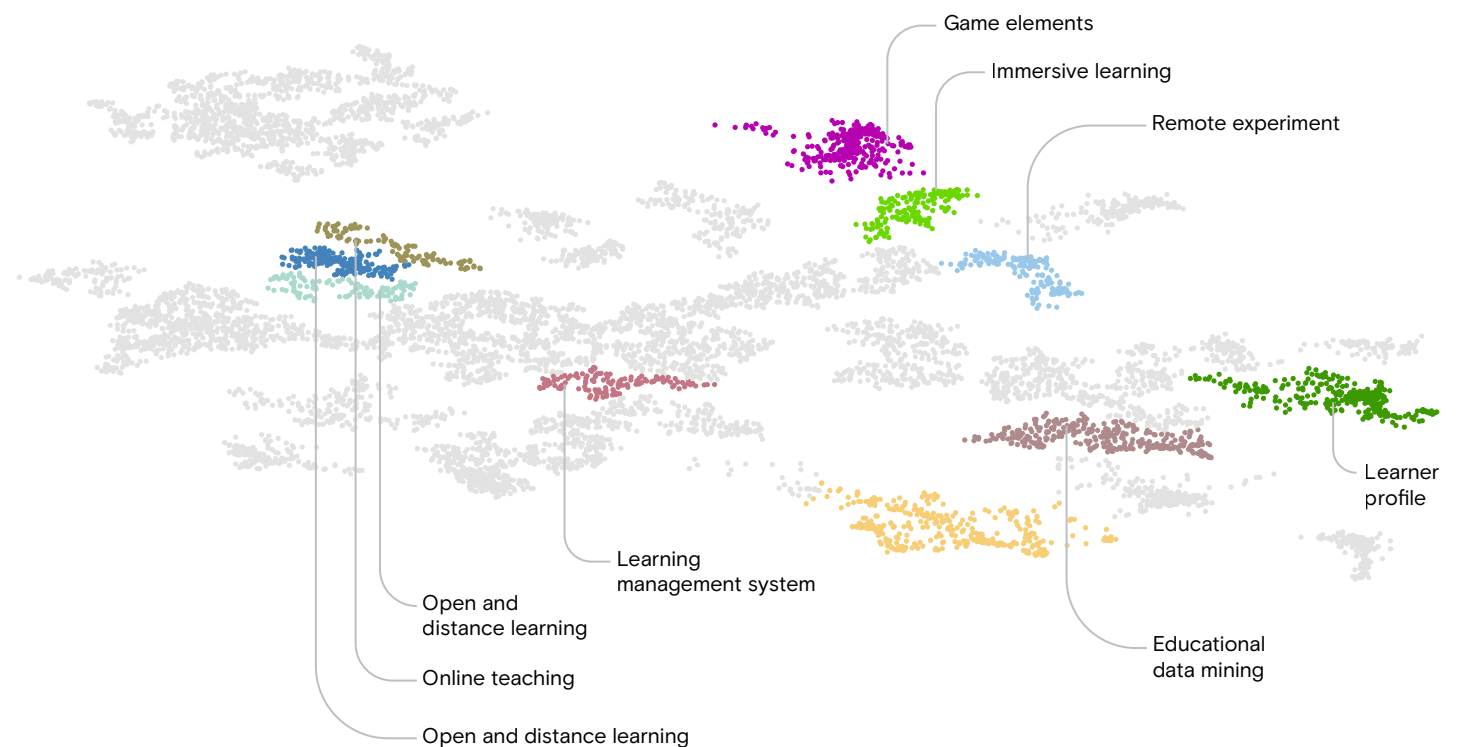 Game elements
Immersive learning
Remote experiment
Learner
profile
Learning
management system
Open and
distance learning
Educational
data mining
Online teaching
Open and distance learning